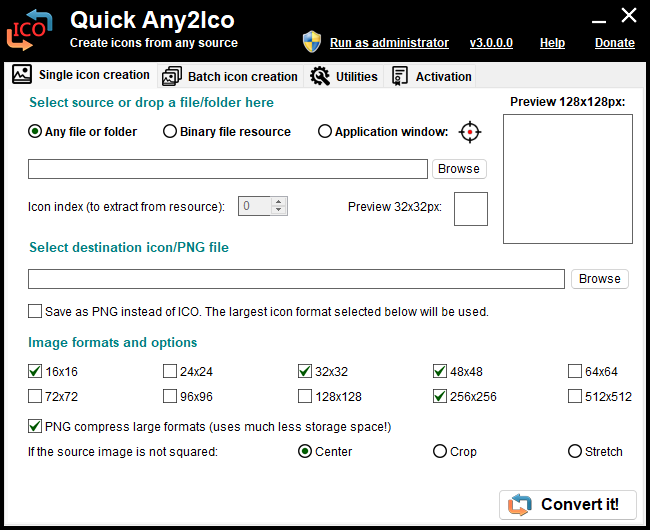 ICO
Quick Any2Ico
Create icons from any source
Run as administrator
v3.0.0.0
Help
Donate
Single icon creation
Batch icon creation
Utilities
Activation
Select source or drop a file/folder here
Preview 128x128px:
Any file or folder
Binary file resource
Application window:
Browse
Icon index (to extract from resource):
0
Preview 32x32px:
Select destination icon/PNG file
Browse
Save as PNG instead of ICO. The largest icon format selected below will be used.
Image formats and options
16x16
24x24
32x32
48x48
64x64
72x72
96x96
128x128
256x256
512x512
PNG compress large formats (uses much less storage space!)
If the source image is not squared:
Center
Crop
Stretch
Convert it!